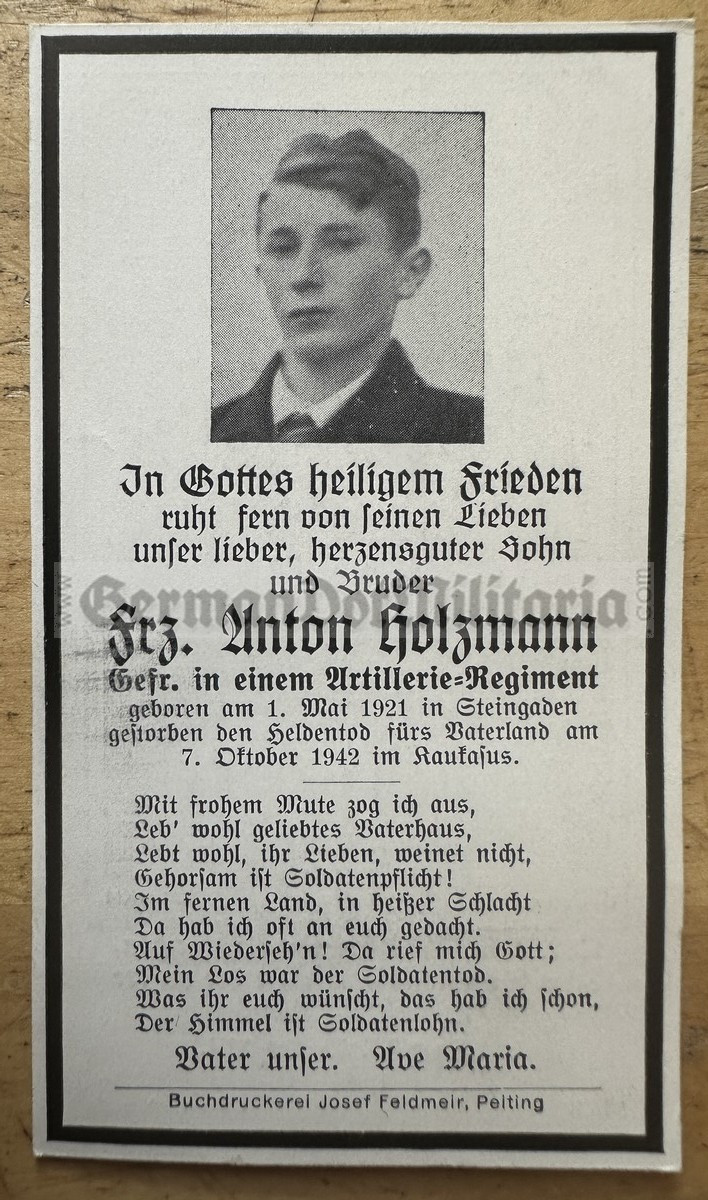 In Gottes heiligem Frieden
ruht fern von seinen Lieben
unser lieber, herzensguter Sohn
und Bruder
www.GermanDotMilitaria.com
Frz. Anton Holzmann
Gefr. in einem Artillerie-Regiment
geboren am 1. Mai 1921 in Steingaden
gestorben den Heldentod fürs Vaterland am
7. Oktober 1942 im Kaukasus.
Mit frohem Mute zog ich aus,
Leb' wohl geliebtes Vaterhaus,
Lebt wohl, ihr Lieben, weinet nicht,
Gehorsam ist Soldatenpflicht!
Im fernen Land, in heißer Schlacht
Da hab ich oft an euch gedacht.
Auf Wiederseh'n! Da rief mich Gott;
Mein Los war der Soldatentod.
Was ihr euch wünscht, das hab ich schon,
Der Himmel ist Soldatenlohn.
Vater unser. Ave Maria.
Buchdruckerei Josef Feldmeir, Peiting